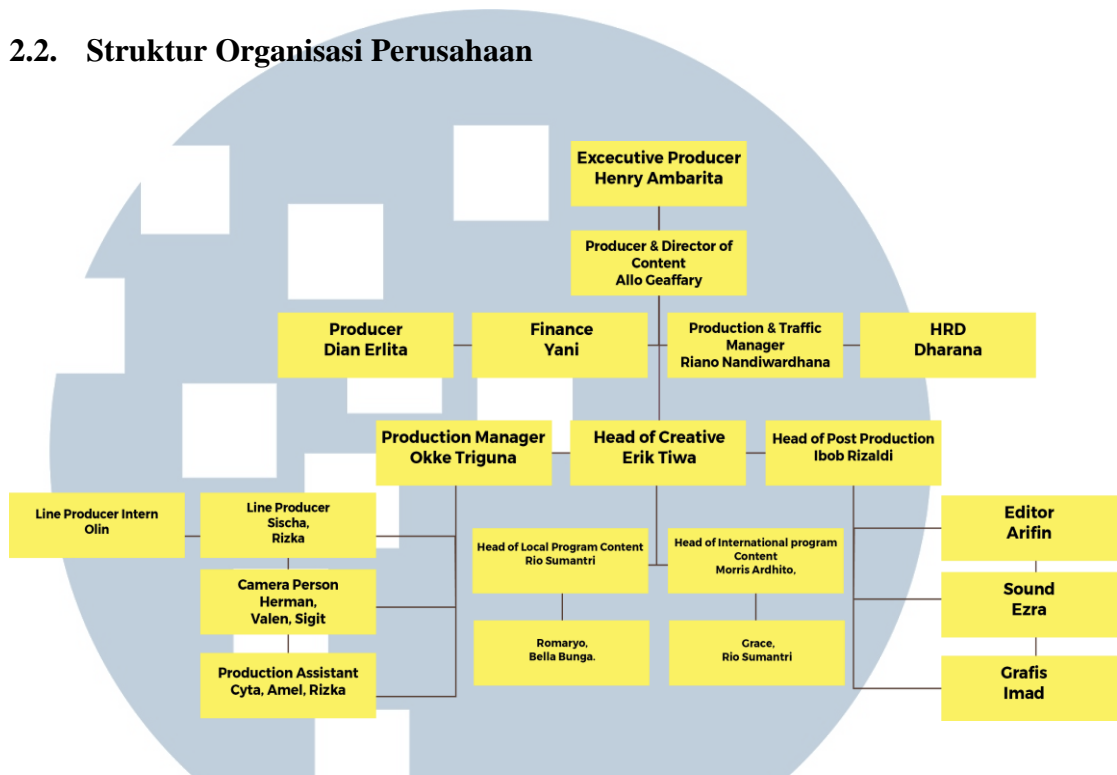 2.2. Struktur Organisasi Perusahaan
Excecutive Producer
Henry Ambarita
Producer & Director of
Content
Allo Geaffary
Producer
Dian Erlita
Finance
Yani
Production & Traffic
Manager
Riano Nandiwardhana
HRD
Dharana
Production Manager
Okke Triguna
Head of Creative
Erik Tiwa
Head of Post Production
Ibob Rizaldi
Line Producer Intern
Olin
Line Producer
Sischa,
Rizka
Camera Person
Herman,
Valen, Sigit
Production Assistant
Cyta, Amel, Rizka
Head of Local Program Content
Rio Sumantri
Head of International program
Content
Morris Ardhito,
Romaryo,
Bella Bunga.
Grace,
Rio Sumantri
Editor
Arifin
Sound
Ezra
Grafis
Imad